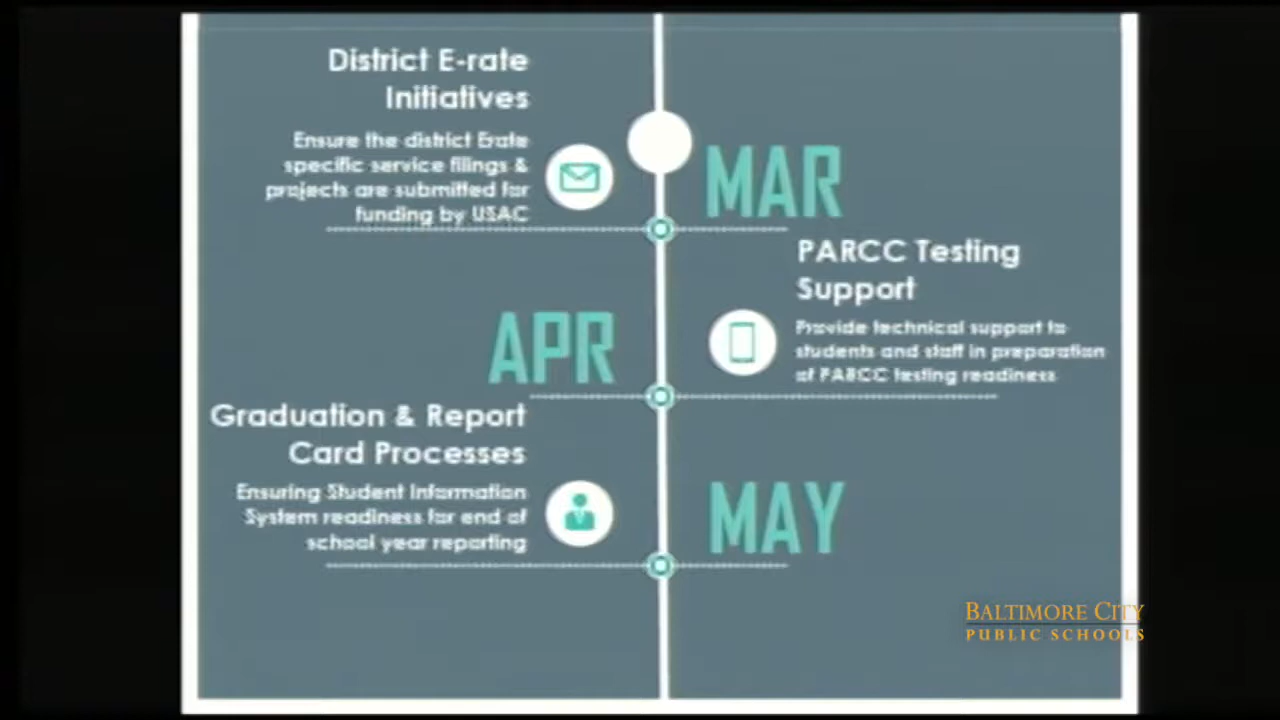 District E-rate
Initiatives
Ensure the district Erate
specific service filings &
projects are submitted for
funding by USAC
MAR
PARCC Testing
Support
Provide technical support to
students and staff in preparation
of PARCC testing readiness
APR
Graduation & Report
Card Processes
Ensuring Student Information
System readiness for end of
school year reporting
MAY
BALTIMORE CITY
PUBLIC SCHOOLS